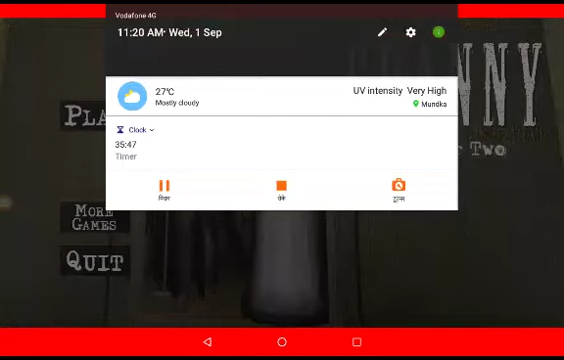 Vodafone 4G
11:20 AM· Wed, 1 Sep
27°C
Mostly cloudy
UV intensity Very High
Mundka
Clock
35:47
Timer
रोकें
टूल्स
NNY
Two
MORE
GAMES
QUIT